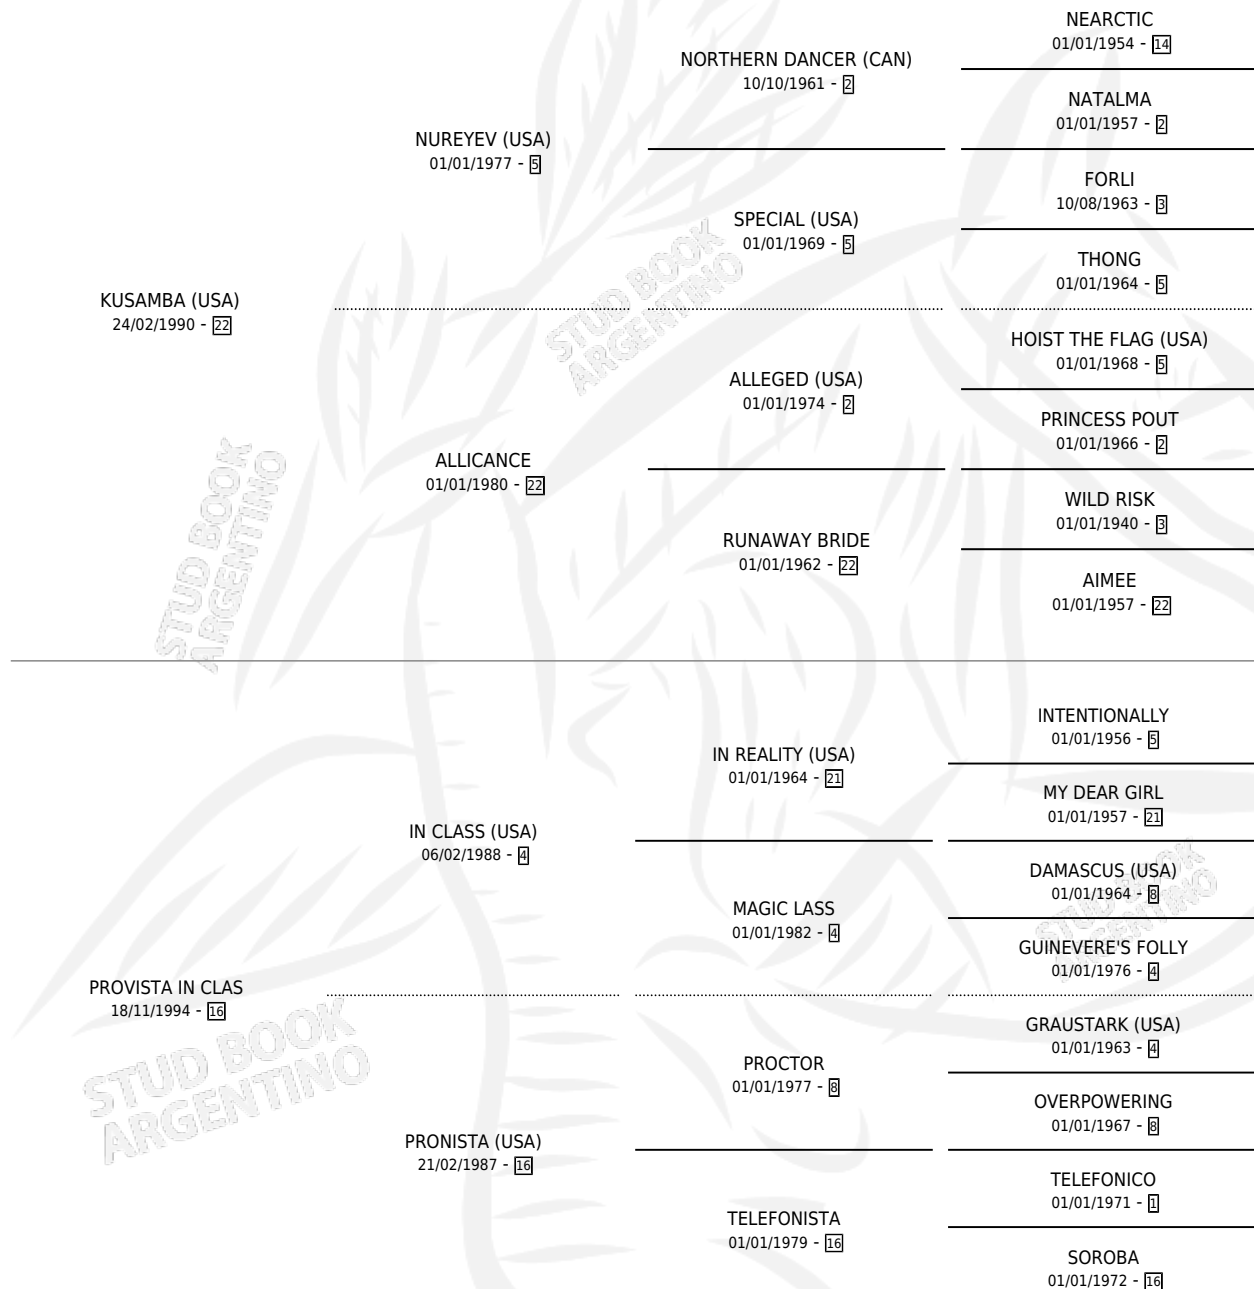 NEARCTIC
01/01/1954 - 14
NORTHERN DANCER (CAN)
10/10/1961 - 2
NATALMA
01/01/1957 - 2
NUREYEV (USA)
01/01/1977 - 5
FORLI
10/08/1963 - 3
SPECIAL (USA)
01/01/1969 - 5
THONG
01/01/1964 - 5
KUSAMBA (USA)
24/02/1990 - 22
HOIST THE FLAG (USA)
01/01/1968 - 5
ALLEGED (USA)
01/01/1974 - 2
PRINCESS POUT
01/01/1966 - 2
ALLICANCE
01/01/1980 - 22
WILD RISK
01/01/1940 - 3
RUNAWAY BRIDE
01/01/1962 - 22
AIMEE
01/01/1957 - 22
INTENTIONALLY
01/01/1956 - 5
IN REALITY (USA)
01/01/1964 - 21
MY DEAR GIRL
01/01/1957 - 21
IN CLASS (USA)
06/02/1988 - 4
DAMASCUS (USA)
01/01/1964 - 8
MAGIC LASS
01/01/1982 - 4
GUINEVERE'S FOLLY
01/01/1976 - 4
PROVISTA IN CLAS
18/11/1994 - 16
GRAUSTARK (USA)
01/01/1963 - 4
PROCTOR
01/01/1977 - 8
OVERPOWERING
01/01/1967 - 8
PRONISTA (USA)
21/02/1987 - 16
TELEFONICO
01/01/1971 - 1
TELEFONISTA
01/01/1979 - 16
SOROBA
01/01/1972 - 16
STUD BOOK
ARGENTINO
STUD BOOK
ARGENTINO
STUD BOOK
ARGENTINO
STUD BOOK
ARGENTINO